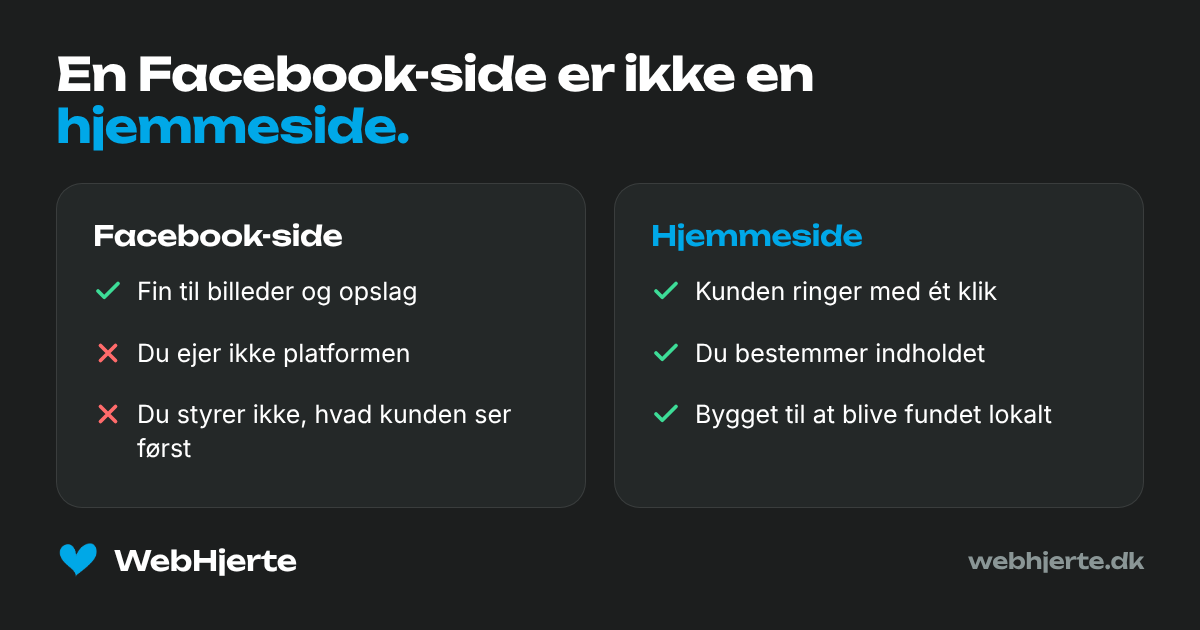 En Facebook-side er ikke en
hjemmeside.
Facebook-side
Fin til billeder og opslag
Du ejer ikke platformen
Du styrer ikke, hvad kunden ser
først
Hjemmeside
Kunden ringer med ét klik
Du bestemmer indholdet
Bygget til at blive fundet lokalt
WebHjerte
webhjerte.dk